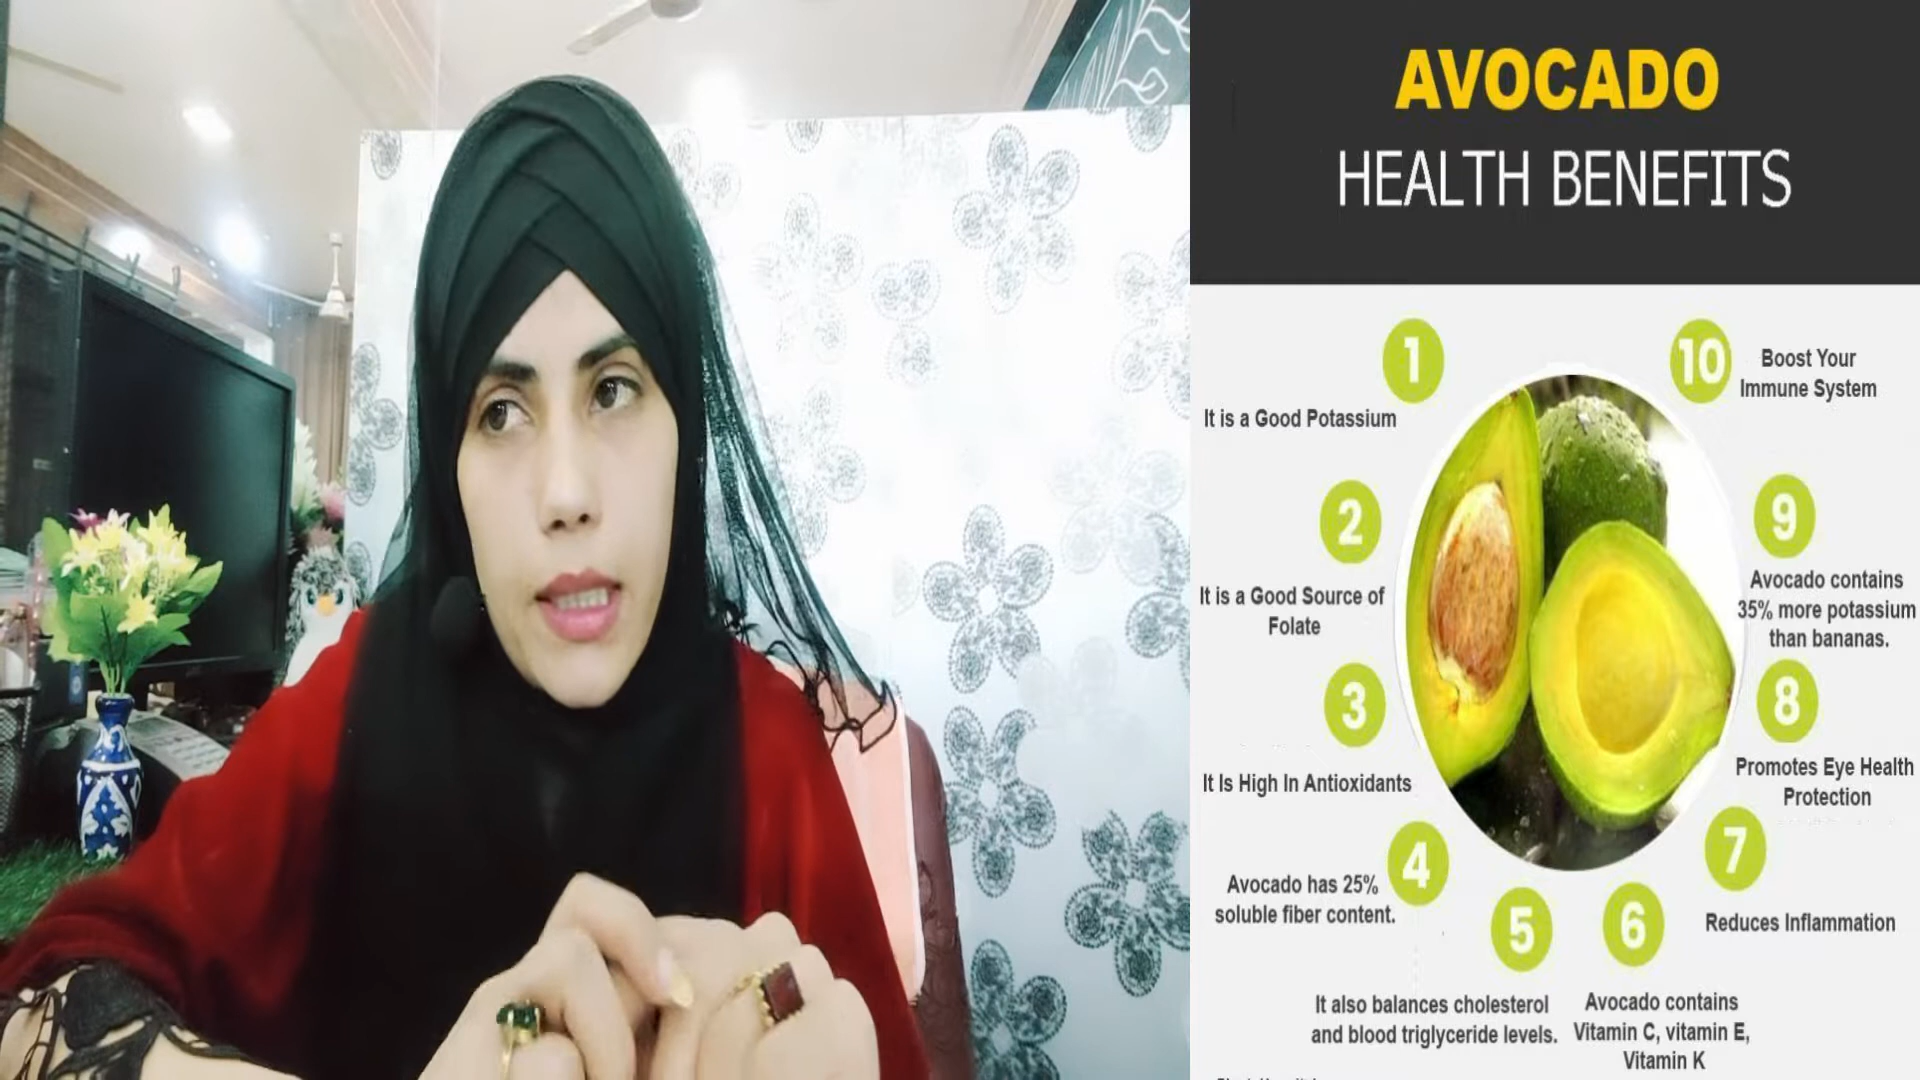 AVOCADO
HEALTH BENEFITS
1
It is a Good Potassium
2
It is a Good Source of
Folate
3
It Is High In Antioxidants
4
Avocado has 25%
soluble fiber content.
5
It also balances cholesterol
and blood triglyceride levels.
6
Avocado contains
Vitamin C, vitamin E,
Vitamin K
7
Reduces Inflammation
8
Promotes Eye Health
Protection
9
Avocado contains
35% more potassium
than bananas.
10
Boost Your
Immune System